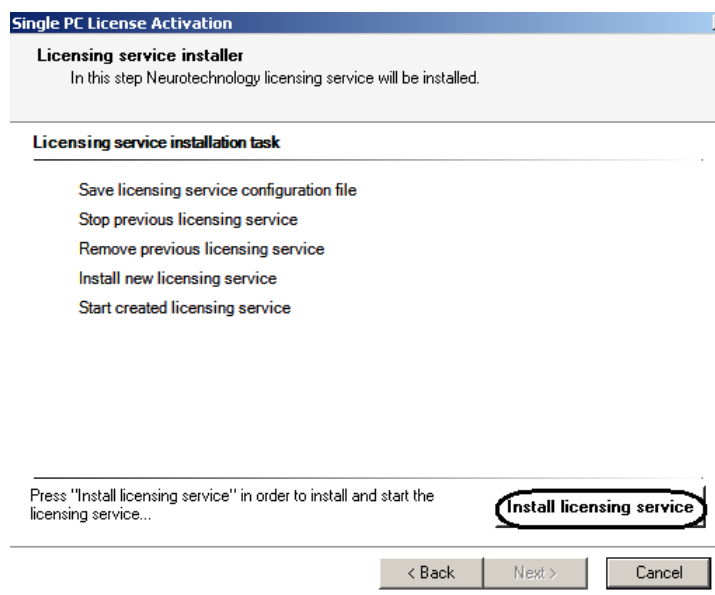 Single PC License Activation
Licensing service installer
In this step Neurotechnology licensing service will be installed.
Licensing service installation task
Save licensing service configuration file
Stop previous licensing service
Remove previous licensing service
Install new licensing service
Start created licensing service
Press "Install licensing service" in order to install and start the
licensing service...
Install licensing service
< Back
Next >
Cancel